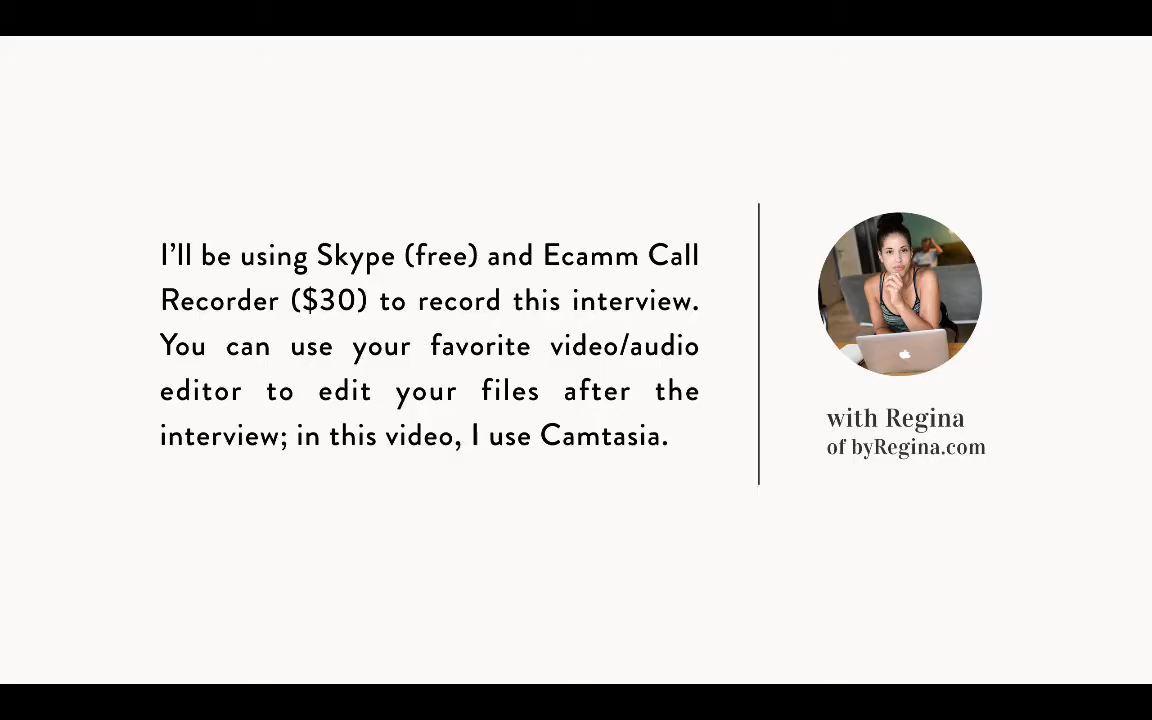 I’ll be using Skype (free) and Ecamm Call
Recorder ($30) to record this interview.
You can use your favorite video/audio
editor to edit your files after the
interview; in this video, I use Camtasia.
with Regina
of byRegina.com